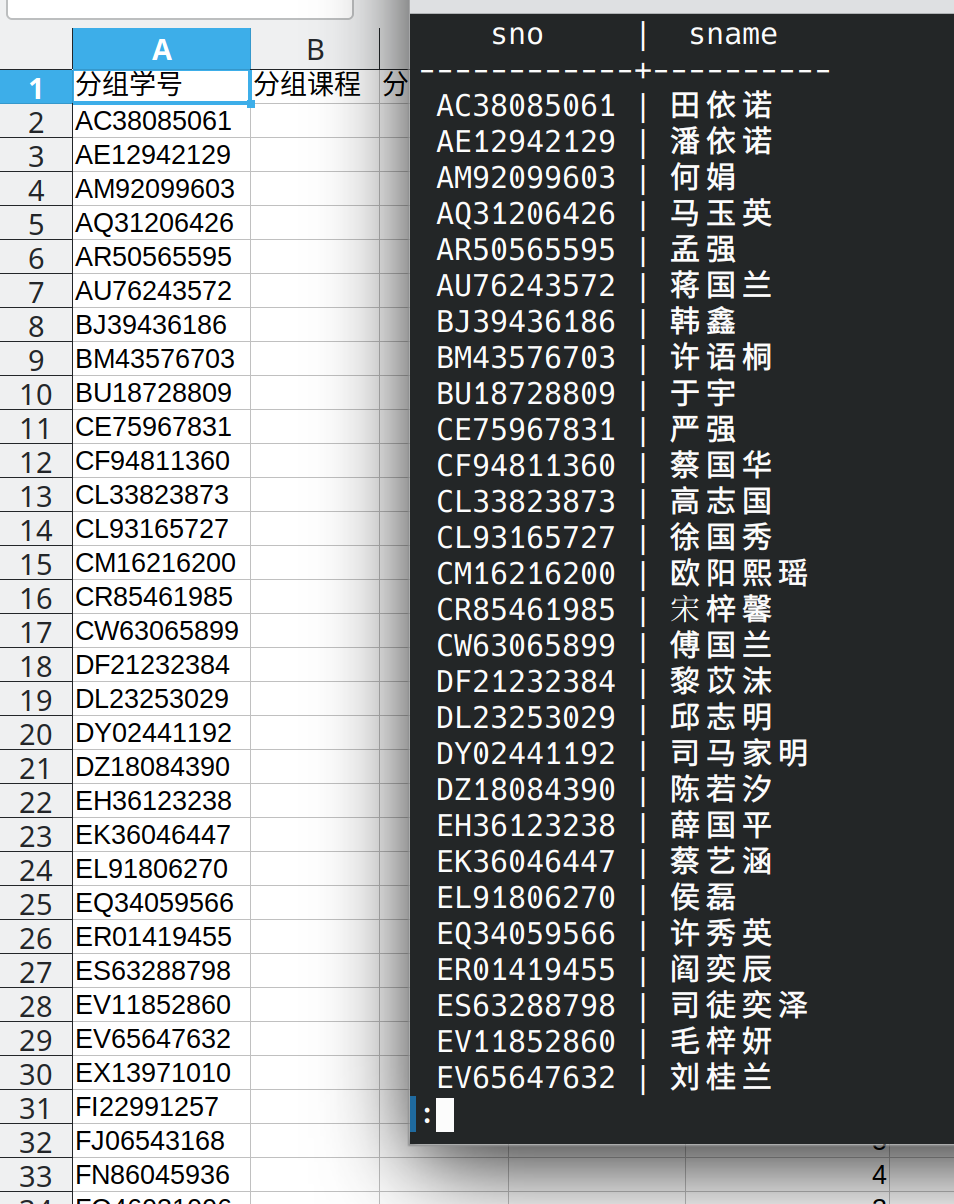 A B
1 分组学号 分组课程 分
2 AC38085061
3 AE12942129
4 AM92099603
5 AQ31206426
6 AR50565595
7 AU76243572
8 BJ39436186
9 BM43576703
10 BU18728809
11 CE75967831
12 CF94811360
13 CL33823873
14 CL93165727
15 CM16216200
16 CR85461985
17 CW63065899
18 DF21232384
19 DL23253029
20 DY02441192
21 DZ18084390
22 EH36123238
23 EK36046447
24 EL91806270
25 EQ34059566
26 ER01419455
27 ES63288798
28 EV11852860
29 EV65647632
30 EX13971010
31 FI22991257
32 FJ06543168
33 FN86045936 4
sno | sname
------------+----------
AC38085061 | 田依诺
AE12942129 | 潘依诺
AM92099603 | 何娟
AQ31206426 | 马玉英
AR50565595 | 孟强
AU76243572 | 蒋国兰
BJ39436186 | 韩鑫
BM43576703 | 许语桐
BU18728809 | 于宇
CE75967831 | 严强
CF94811360 | 蔡国华
CL33823873 | 高志国
CL93165727 | 徐国秀
CM16216200 | 欧阳熙瑶
CR85461985 | 宋梓馨
CW63065899 | 傅国兰
DF21232384 | 黎苡沫
DL23253029 | 邱志明
DY02441192 | 司马家明
DZ18084390 | 陈若汐
EH36123238 | 薛国平
EK36046447 | 蔡艺涵
EL91806270 | 侯磊
EQ34059566 | 许秀英
ER01419455 | 阎奕辰
ES63288798 | 司徒奕泽
EV11852860 | 毛梓妍
EV65647632 | 刘桂兰
: